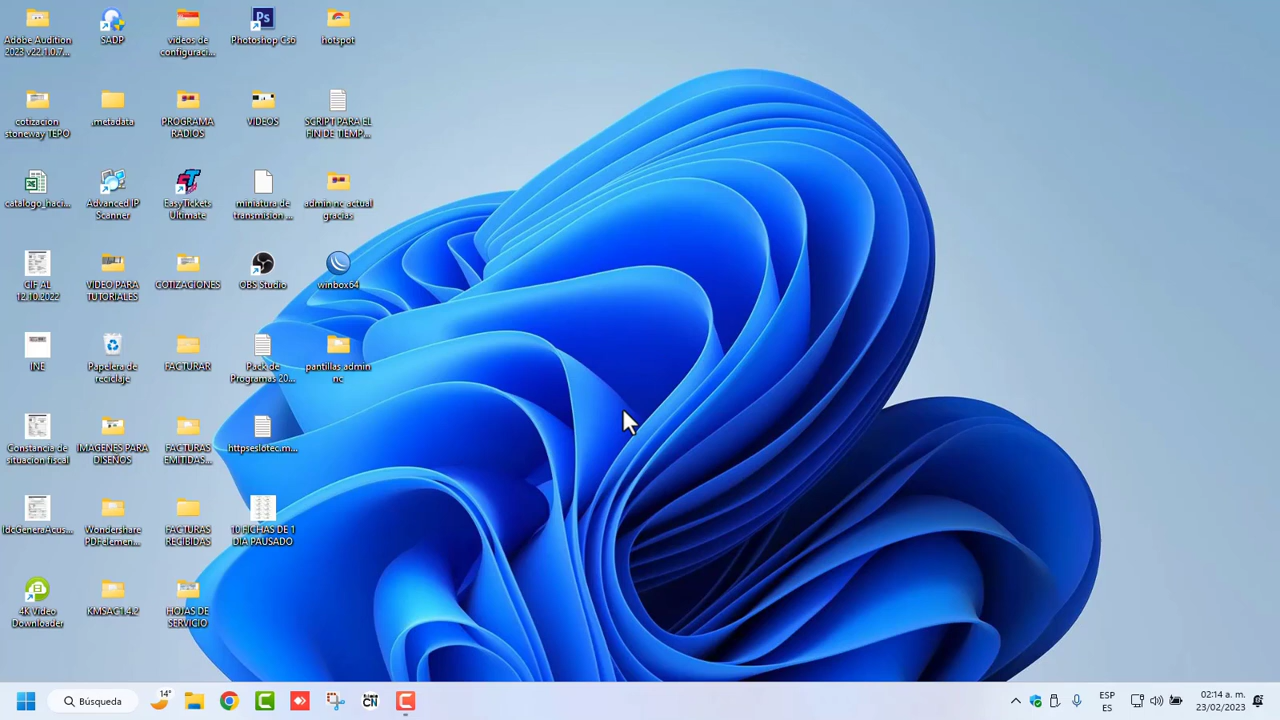 Adobe Audition
2023 v22.1.0.7...
SADP
videos de
configuraci...
Photoshop Cs6
hotspot
cotizacion
stoneway TEPO
.metadata
PROGRAMA
RADIOS
VIDEOS
SCRIPT PARA EL
FIN DE TIEMP...
catalogo_haci...
Advanced IP
Scanner
EasyTickets
Ultimate
miniatura de
transmision ...
admin nc actual
gracias
CIF AL
12.10.2022
VIDEO PARA
TUTORIALES
COTIZACIONES
OBS Studio
winbox64
INE
Papelera de
reciclaje
FACTURAR
Pack de
Programas 20...
pantillas admin
nc
Constancia de
situacion fiscal
IMAGENES PARA
DISEÑOS
FACTURAS
EMITIDAS...
httpseslotec.m...
IdcGeneraAcus...
Wondershare
PDFelemen...
FACTURAS
RECIBIDAS
10 FICHAS DE 1
DIA PAUSADO
4K Video
Downloader
KMSAC1.4.2
HOJAS DE
SERVICIO
Búsqueda
14°
ESP
ES
02:14 a. m.
23/02/2023